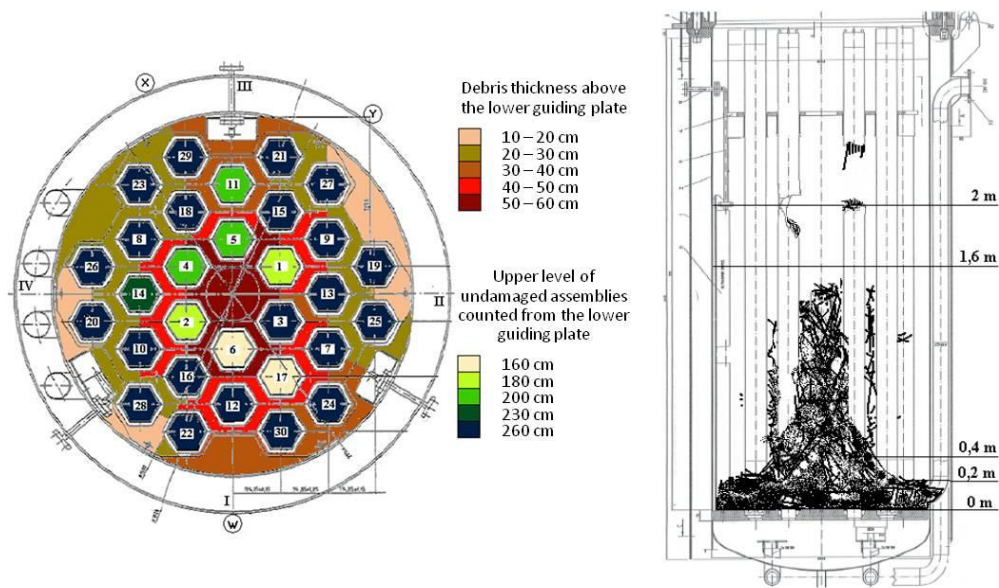 X
III
Y
IV
II
I
W
29
21
23
11
27
18
15
8
5
9
26
4
1
19
14
13
20
2
3
25
10
6
7
16
17
28
12
24
22
30
Debris thickness above
the lower guiding plate
10 – 20 cm
20 – 30 cm
30 – 40 cm
40 – 50 cm
50 – 60 cm
Upper level of
undamaged assemblies
counted from the lower
guiding plate
160 cm
180 cm
200 cm
230 cm
260 cm
2 m
1,6 m
0,4 m
0,2 m
0 m